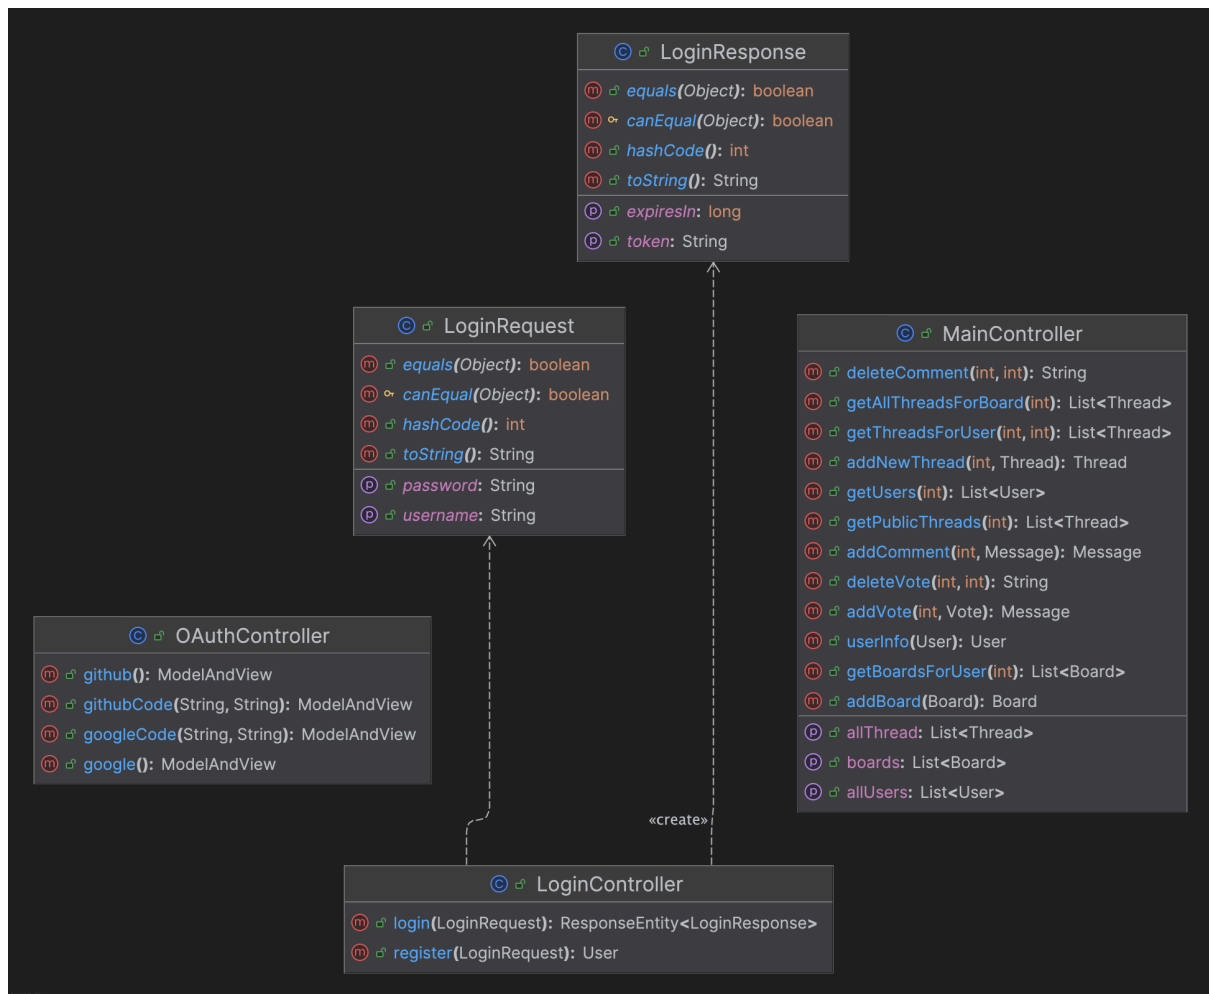 LoginResponse
equals(Object): boolean
canEqual(Object): boolean
hashCode(): int
toString(): String
expiresIn: long
token: String
LoginRequest
equals(Object): boolean
canEqual(Object): boolean
hashCode(): int
toString(): String
password: String
username: String
MainController
deleteComment(int, int): String
getAllThreadsForBoard(int): List<Thread>
getThreadsForUser(int, int): List<Thread>
addNewThread(int, Thread): Thread
getUsers(int): List<User>
getPublicThreads(int): List<Thread>
addComment(int, Message): Message
deleteVote(int, int): String
addVote(int, Vote): Message
userInfo(User): User
getBoardsForUser(int): List<Board>
addBoard(Board): Board
allThread: List<Thread>
boards: List<Board>
allUsers: List<User>
OAuthController
github(): ModelAndView
githubCode(String, String): ModelAndView
googleCode(String, String): ModelAndView
google(): ModelAndView
«create»
LoginController
login(LoginRequest): ResponseEntity<LoginResponse>
register(LoginRequest): User